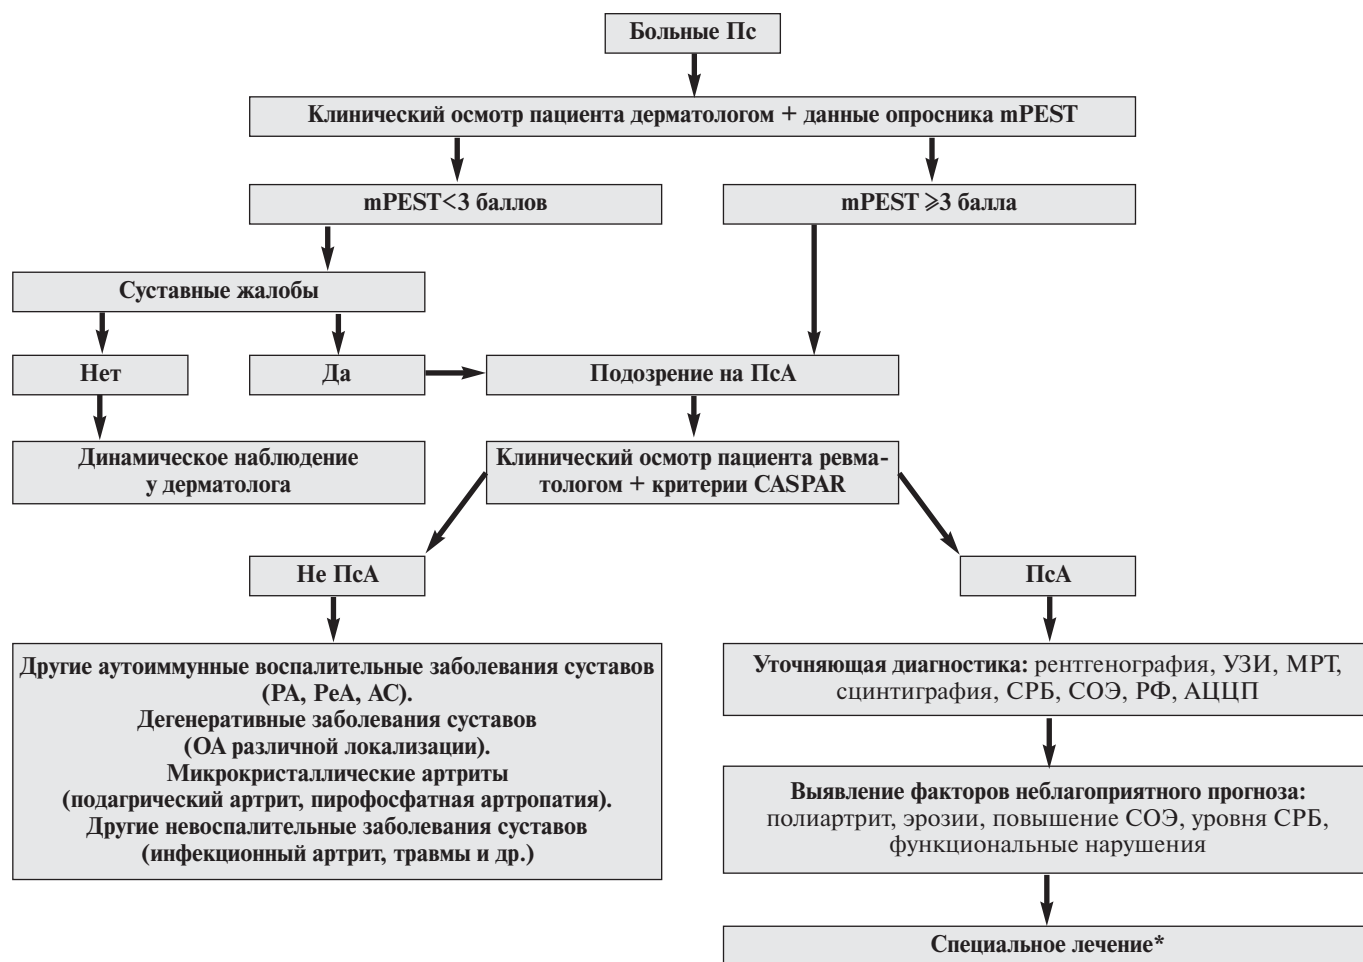 Больные Пс
Клинический осмотр пациента дерматологом + данные опросника mPEST
mPEST<3 баллов
mPEST ⩾3 балла
Суставные жалобы
Нет
Да
Подозрение на ПсА
Динамическое наблюдение
у дерматолога
Клинический осмотр пациента ревма-
тологом + критерии CASPAR
Не ПсА
ПсА
Другие аутоиммунные воспалительные заболевания суставов
(РА, РеА, АС).
Дегенеративные заболевания суставов
(ОА различной локализации).
Микрокристаллические артриты
(подагрический артрит, пирофосфатная артропатия).
Другие невоспалительные заболевания суставов
(инфекционный артрит, травмы и др.)
Уточняющая диагностика: рентгенография, УЗИ, МРТ,
сцинтиграфия, СРБ, СОЭ, РФ, АЦЦП
Выявление факторов неблагоприятного прогноза:
полиартрит, эрозии, повышение СОЭ, уровня СРБ,
функциональные нарушения
Специальное лечение*